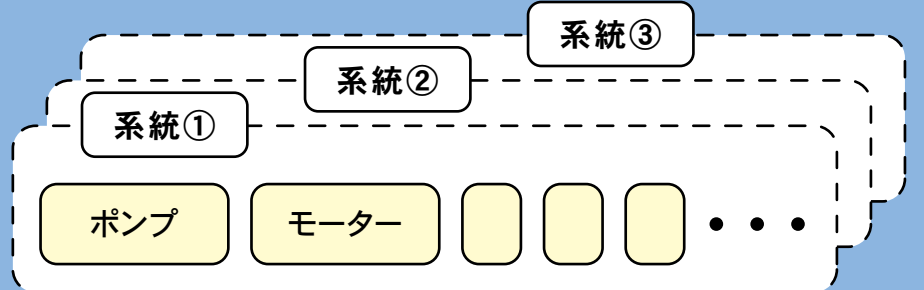 系統③
系統②
系統①
ポンプ
モーター